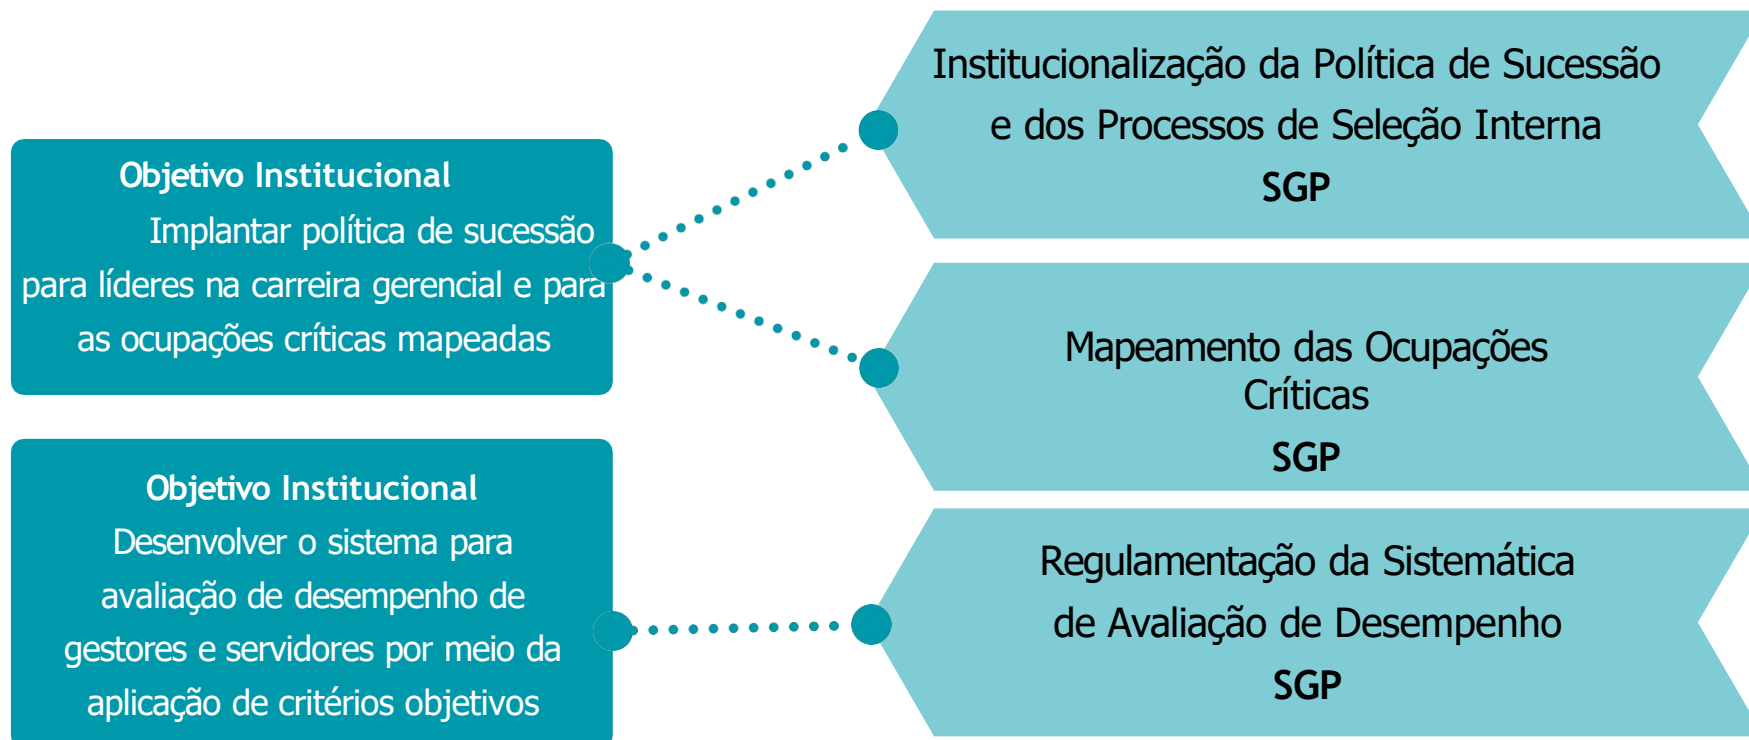 Objetivo Institucional
Implantar política de sucessão
para líderes na carreira gerencial e para
as ocupações críticas mapeadas
Institucionalização da Política de Sucessão
e dos Processos de Seleção Interna
SGP
Mapeamento das Ocupações
Críticas
SGP
Objetivo Institucional
Desenvolver o sistema para
avaliação de desempenho de
gestores e servidores por meio da
aplicação de critérios objetivos
Regulamentação da Sistemática
de Avaliação de Desempenho
SGP